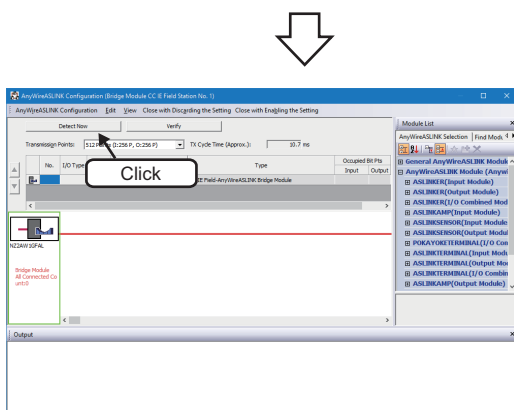 AnyWireASLINK Configuration (Bridge Module CC IE Field Station No. 1)
AnyWireASLINK Configuration Edit View Close with Discarding the Setting Close with Enabling the Setting
Detect Now Verify
Transmission Points: 512 (I:256 P, O:256 P) TX Cycle Time (Approx.): 10.7 ms
No. I/O Type Type Occupied Bit Pts
Input Output
Click
IE Field-AnyWireASLINK Bridge Module
NZ2AW1GFAL
Bridge Module
All Connected Co
unt:0
Module List
AnyWireASLINK Selection Find Modu
General AnyWireASLINK Module
AnyWireASLINK Module (Anywi
ASLINKER(Input Module)
ASLINKER(Output Module)
ASLINKER(I/O Combined Mod
ASLINKAMP(Input Module)
ASLINKSENSOR(Input Module
ASLINKSENSOR(Output Modul
POKAYOKETERMINAL(I/O Com
ASLINKTERMINAL(Input Modu
ASLINKTERMINAL(Output Mod
ASLINKTERMINAL(I/O Combin
ASLINKAMP(Output Module)
Output